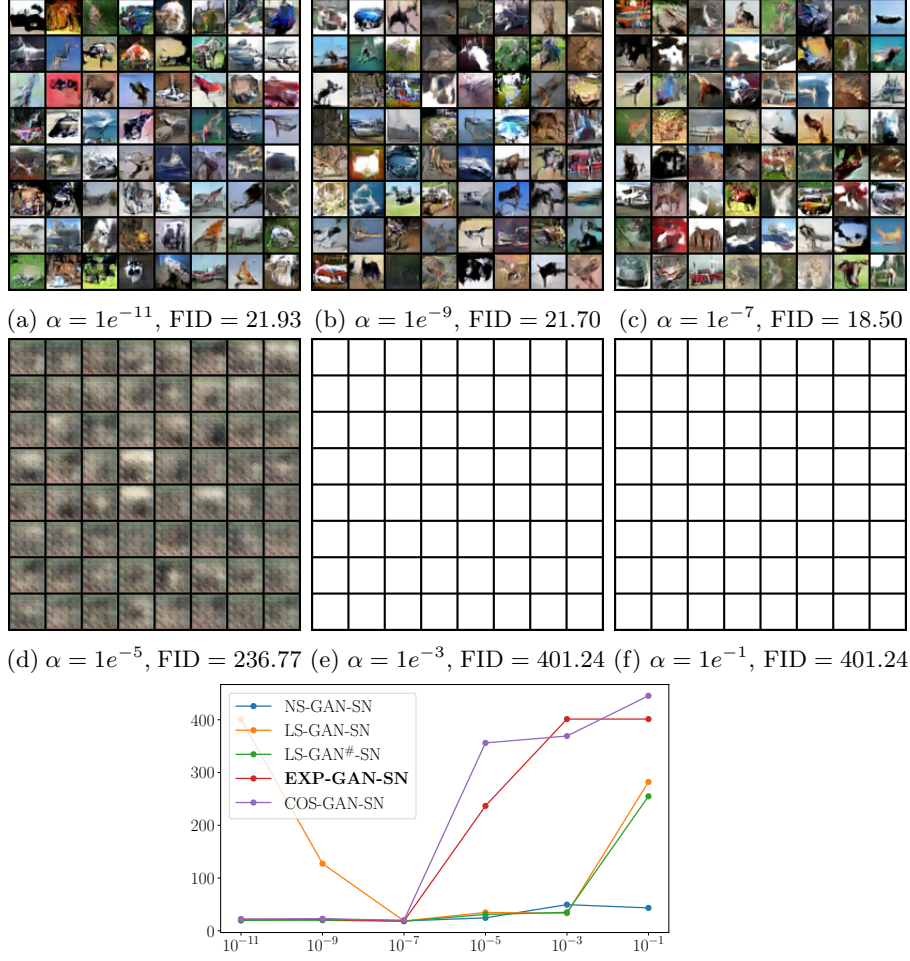 (a) α = 1e⁻¹¹, FID = 21.93 (b) α = 1e⁻⁹, FID = 21.70 (c) α = 1e⁻⁷, FID = 18.50
(d) α = 1e⁻⁵, FID = 236.77 (e) α = 1e⁻³, FID = 401.24 (f) α = 1e⁻¹, FID = 401.24
NS-GAN-SN
LS-GAN-SN
LS-GAN#-SN
EXP-GAN-SN
COS-GAN-SN
400
300
200
100
0
10⁻¹¹ 10⁻⁹ 10⁻⁷ 10⁻⁵ 10⁻³ 10⁻¹